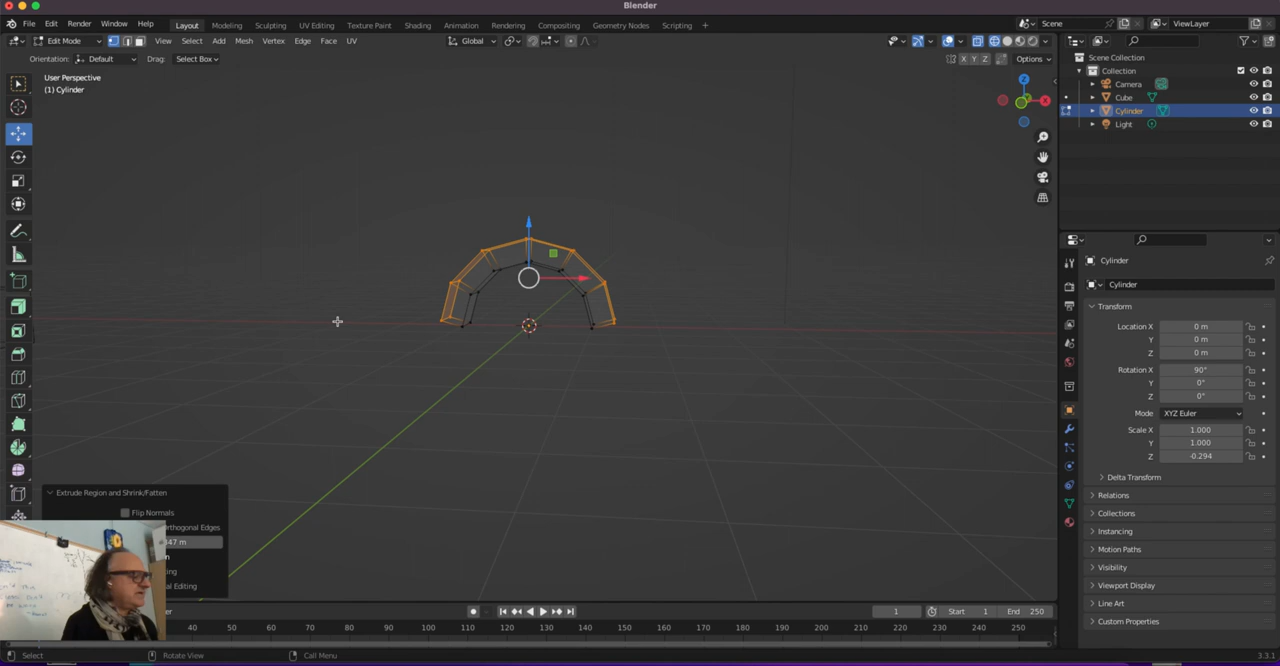 Blender
File Edit Render Window Help Layout Modeling Sculpting UV Editing Texture Paint Shading Animation Rendering Compositing Geometry Nodes Scripting + Scene ViewLayer
Edit Mode View Select Add Mesh Vertex Edge Face UV Global
Orientation: Default Drag: Select Box X Y Z Options
User Perspective
(1) Cylinder
Z
X
Scene Collection
Collection
Camera
Cube
Cylinder
Light
Cylinder
Cylinder
Transform
Location X 0 m
Y 0 m
Z 0 m
Rotation X 90°
Y 0°
Z 0°
Mode XYZ Euler
Scale X 1.000
Y 1.000
Z -0.294
Delta Transform
Relations
Collections
Instancing
Motion Paths
Visibility
Viewport Display
Line Art
Custom Properties
Extrude Region and Shrink/Fatten
Flip Normals
rthogonal Edges
47 m
1 Start 1 End 250
40 50 60 70 80 90 100 110 120 130 140 150 160 170 180 190 200 210 220 230 240 250
Select Rotate View Call Menu 3.3.1